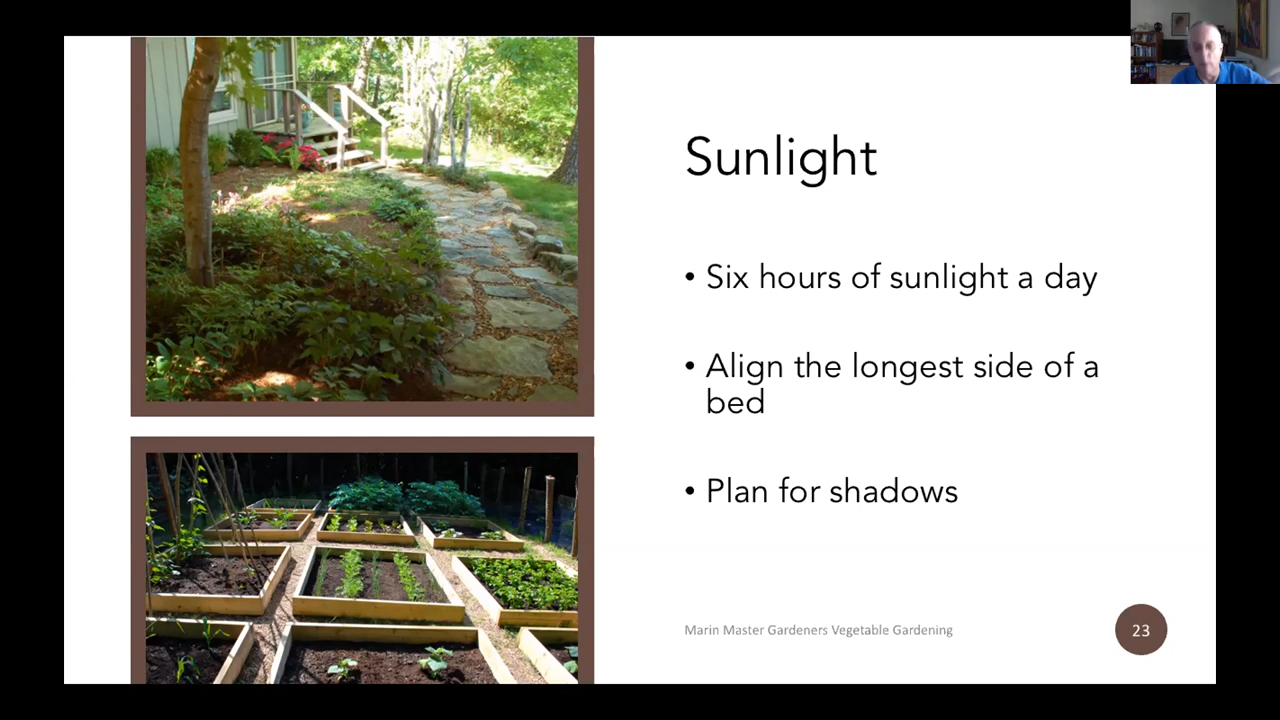 Sunlight
• Six hours of sunlight a day
• Align the longest side of a
bed
• Plan for shadows
Marin Master Gardeners Vegetable Gardening
23